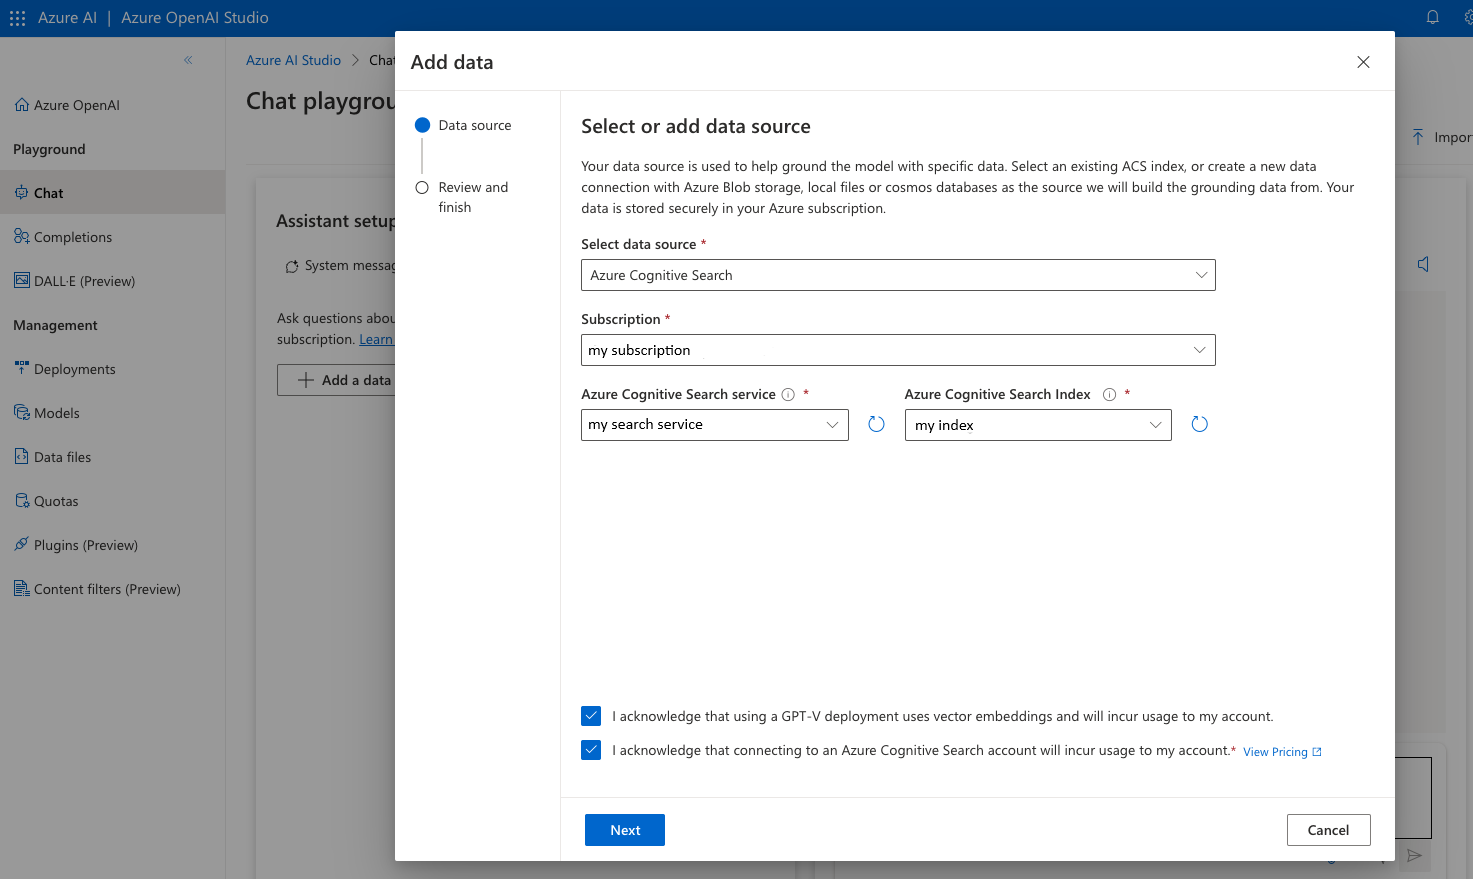 Azure AI | Azure OpenAI Studio
Azure AI Studio > Chat
Chat playgrou
Azure OpenAI
Playground
Chat
Completions
DALL·E (Preview)
Management
Deployments
Models
Data files
Quotas
Plugins (Preview)
Content filters (Preview)
Assistant setup
System messag
Ask questions abou
subscription. Learn
Add a data
Impor
Add data
Data source
Review and
finish
Select or add data source
Your data source is used to help ground the model with specific data. Select an existing ACS index, or create a new data
connection with Azure Blob storage, local files or cosmos databases as the source we will build the grounding data from. Your
data is stored securely in your Azure subscription.
Select data source *
Azure Cognitive Search
Subscription *
my subscription
Azure Cognitive Search service *
my search service
Azure Cognitive Search Index *
my index
I acknowledge that using a GPT-V deployment uses vector embeddings and will incur usage to my account.
I acknowledge that connecting to an Azure Cognitive Search account will incur usage to my account.* View Pricing
Next
Cancel